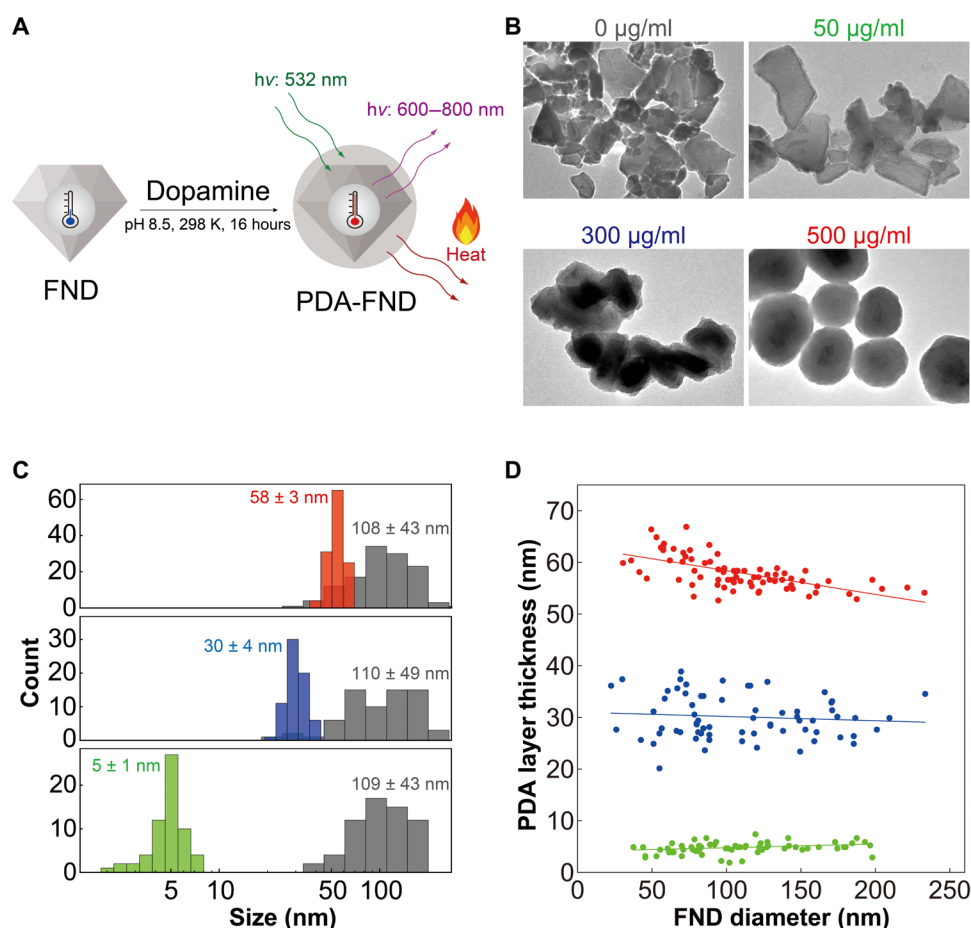 A
hν: 532 nm
hν: 600–800 nm
Dopamine
pH 8.5, 298 K, 16 hours
Heat
FND
PDA-FND
B
0 µg/ml
50 µg/ml
300 µg/ml
500 µg/ml
C
58 ± 3 nm
108 ± 43 nm
60
40
20
0
30 ± 4 nm
110 ± 49 nm
30
20
10
0
5 ± 1 nm
109 ± 43 nm
20
10
0
Count
5
10
50
100
Size (nm)
D
70
60
50
40
30
20
10
0
PDA layer thickness (nm)
0
50
100
150
200
250
FND diameter (nm)